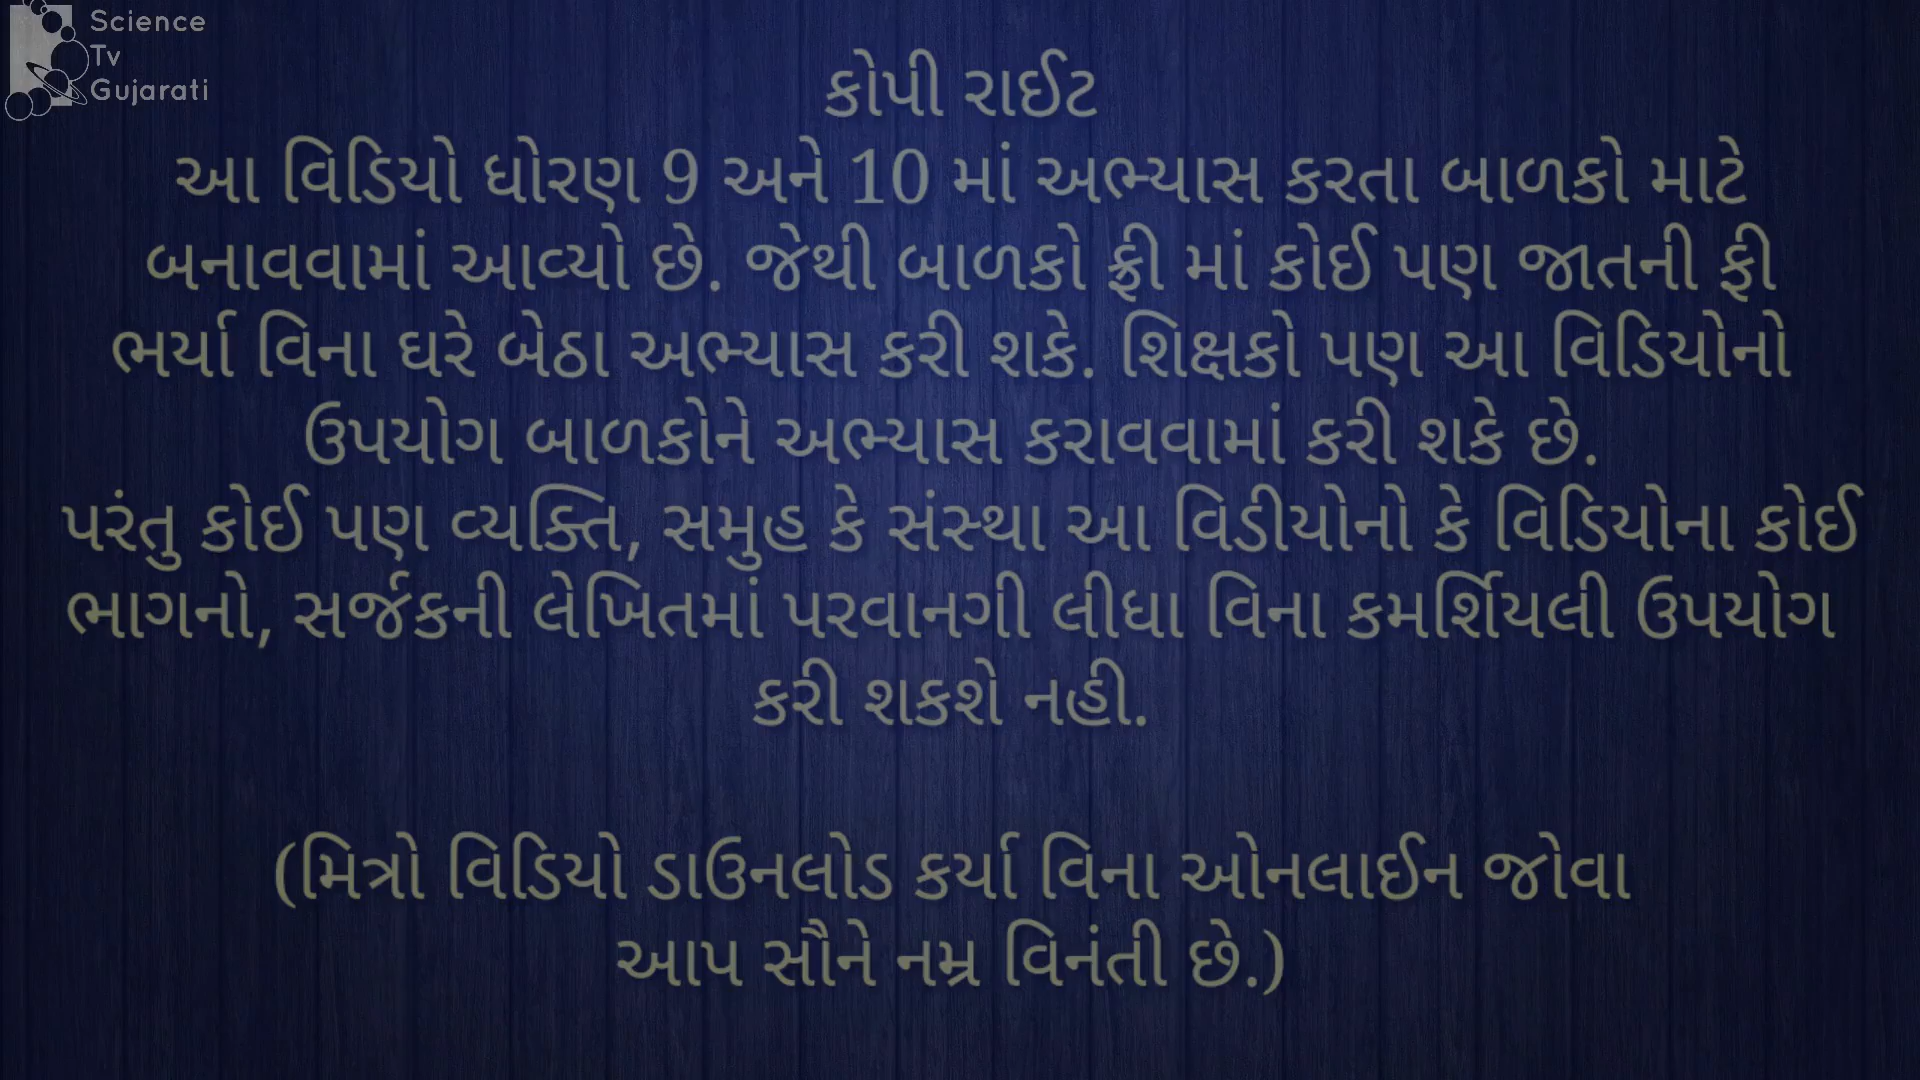 Science
Tv
Gujarati
કોપી રાઈટ
આ વિડિયો ધોરણ 9 અને 10 માં અભ્યાસ કરતા બાળકો માટે
બનાવવામાં આવ્યો છે. જેથી બાળકો ફ્રી માં કોઈ પણ જાતની ફી
ભર્યા વિના ઘરે બેઠા અભ્યાસ કરી શકે. શિક્ષકો પણ આ વિડિયોનો
ઉપયોગ બાળકોને અભ્યાસ કરાવવામાં કરી શકે છે.
પરંતુ કોઈ પણ વ્યક્તિ, સમુહ કે સંસ્થા આ વિડીયોનો કે વિડિયોના કોઈ
ભાગનો, સર્જકની લેખિતમાં પરવાનગી લીધા વિના કમર્શિયલી ઉપયોગ
કરી શકશે નહી.
(મિત્રો વિડિયો ડાઉનલોડ કર્યા વિના ઓનલાઈન જોવા
આપ સૌને નમ્ર વિનંતી છે.)